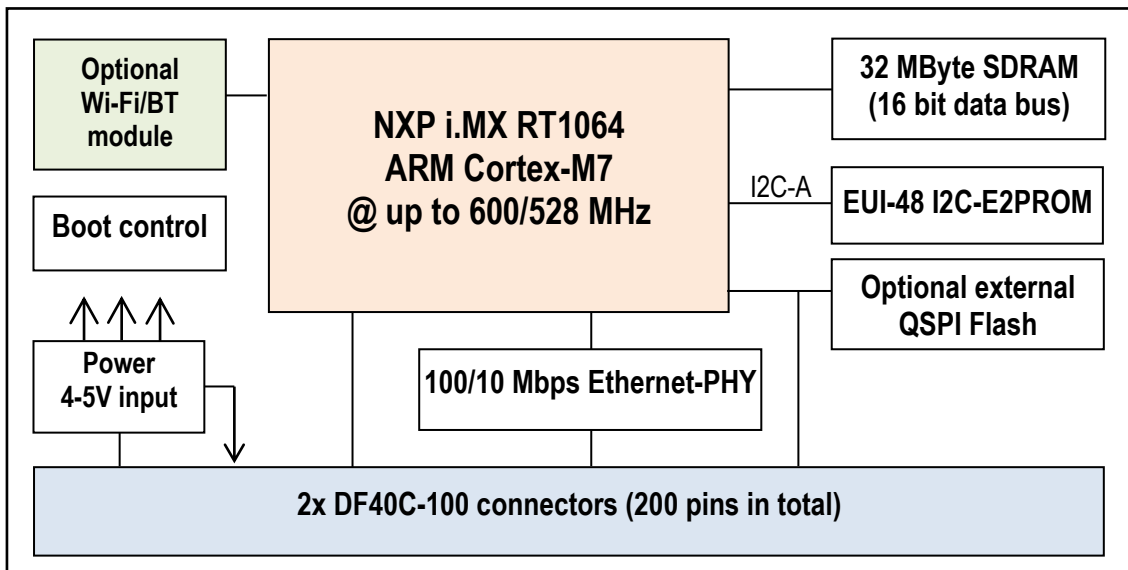 Optional
Wi-Fi/BT
module
NXP i.MX RT1064
ARM Cortex-M7
@ up to 600/528 MHz
32 MByte SDRAM
(16 bit data bus)
I2C-A
EUI-48 I2C-E2PROM
Boot control
Optional external
QSPI Flash
Power
4-5V input
100/10 Mbps Ethernet-PHY
2x DF40C-100 connectors (200 pins in total)